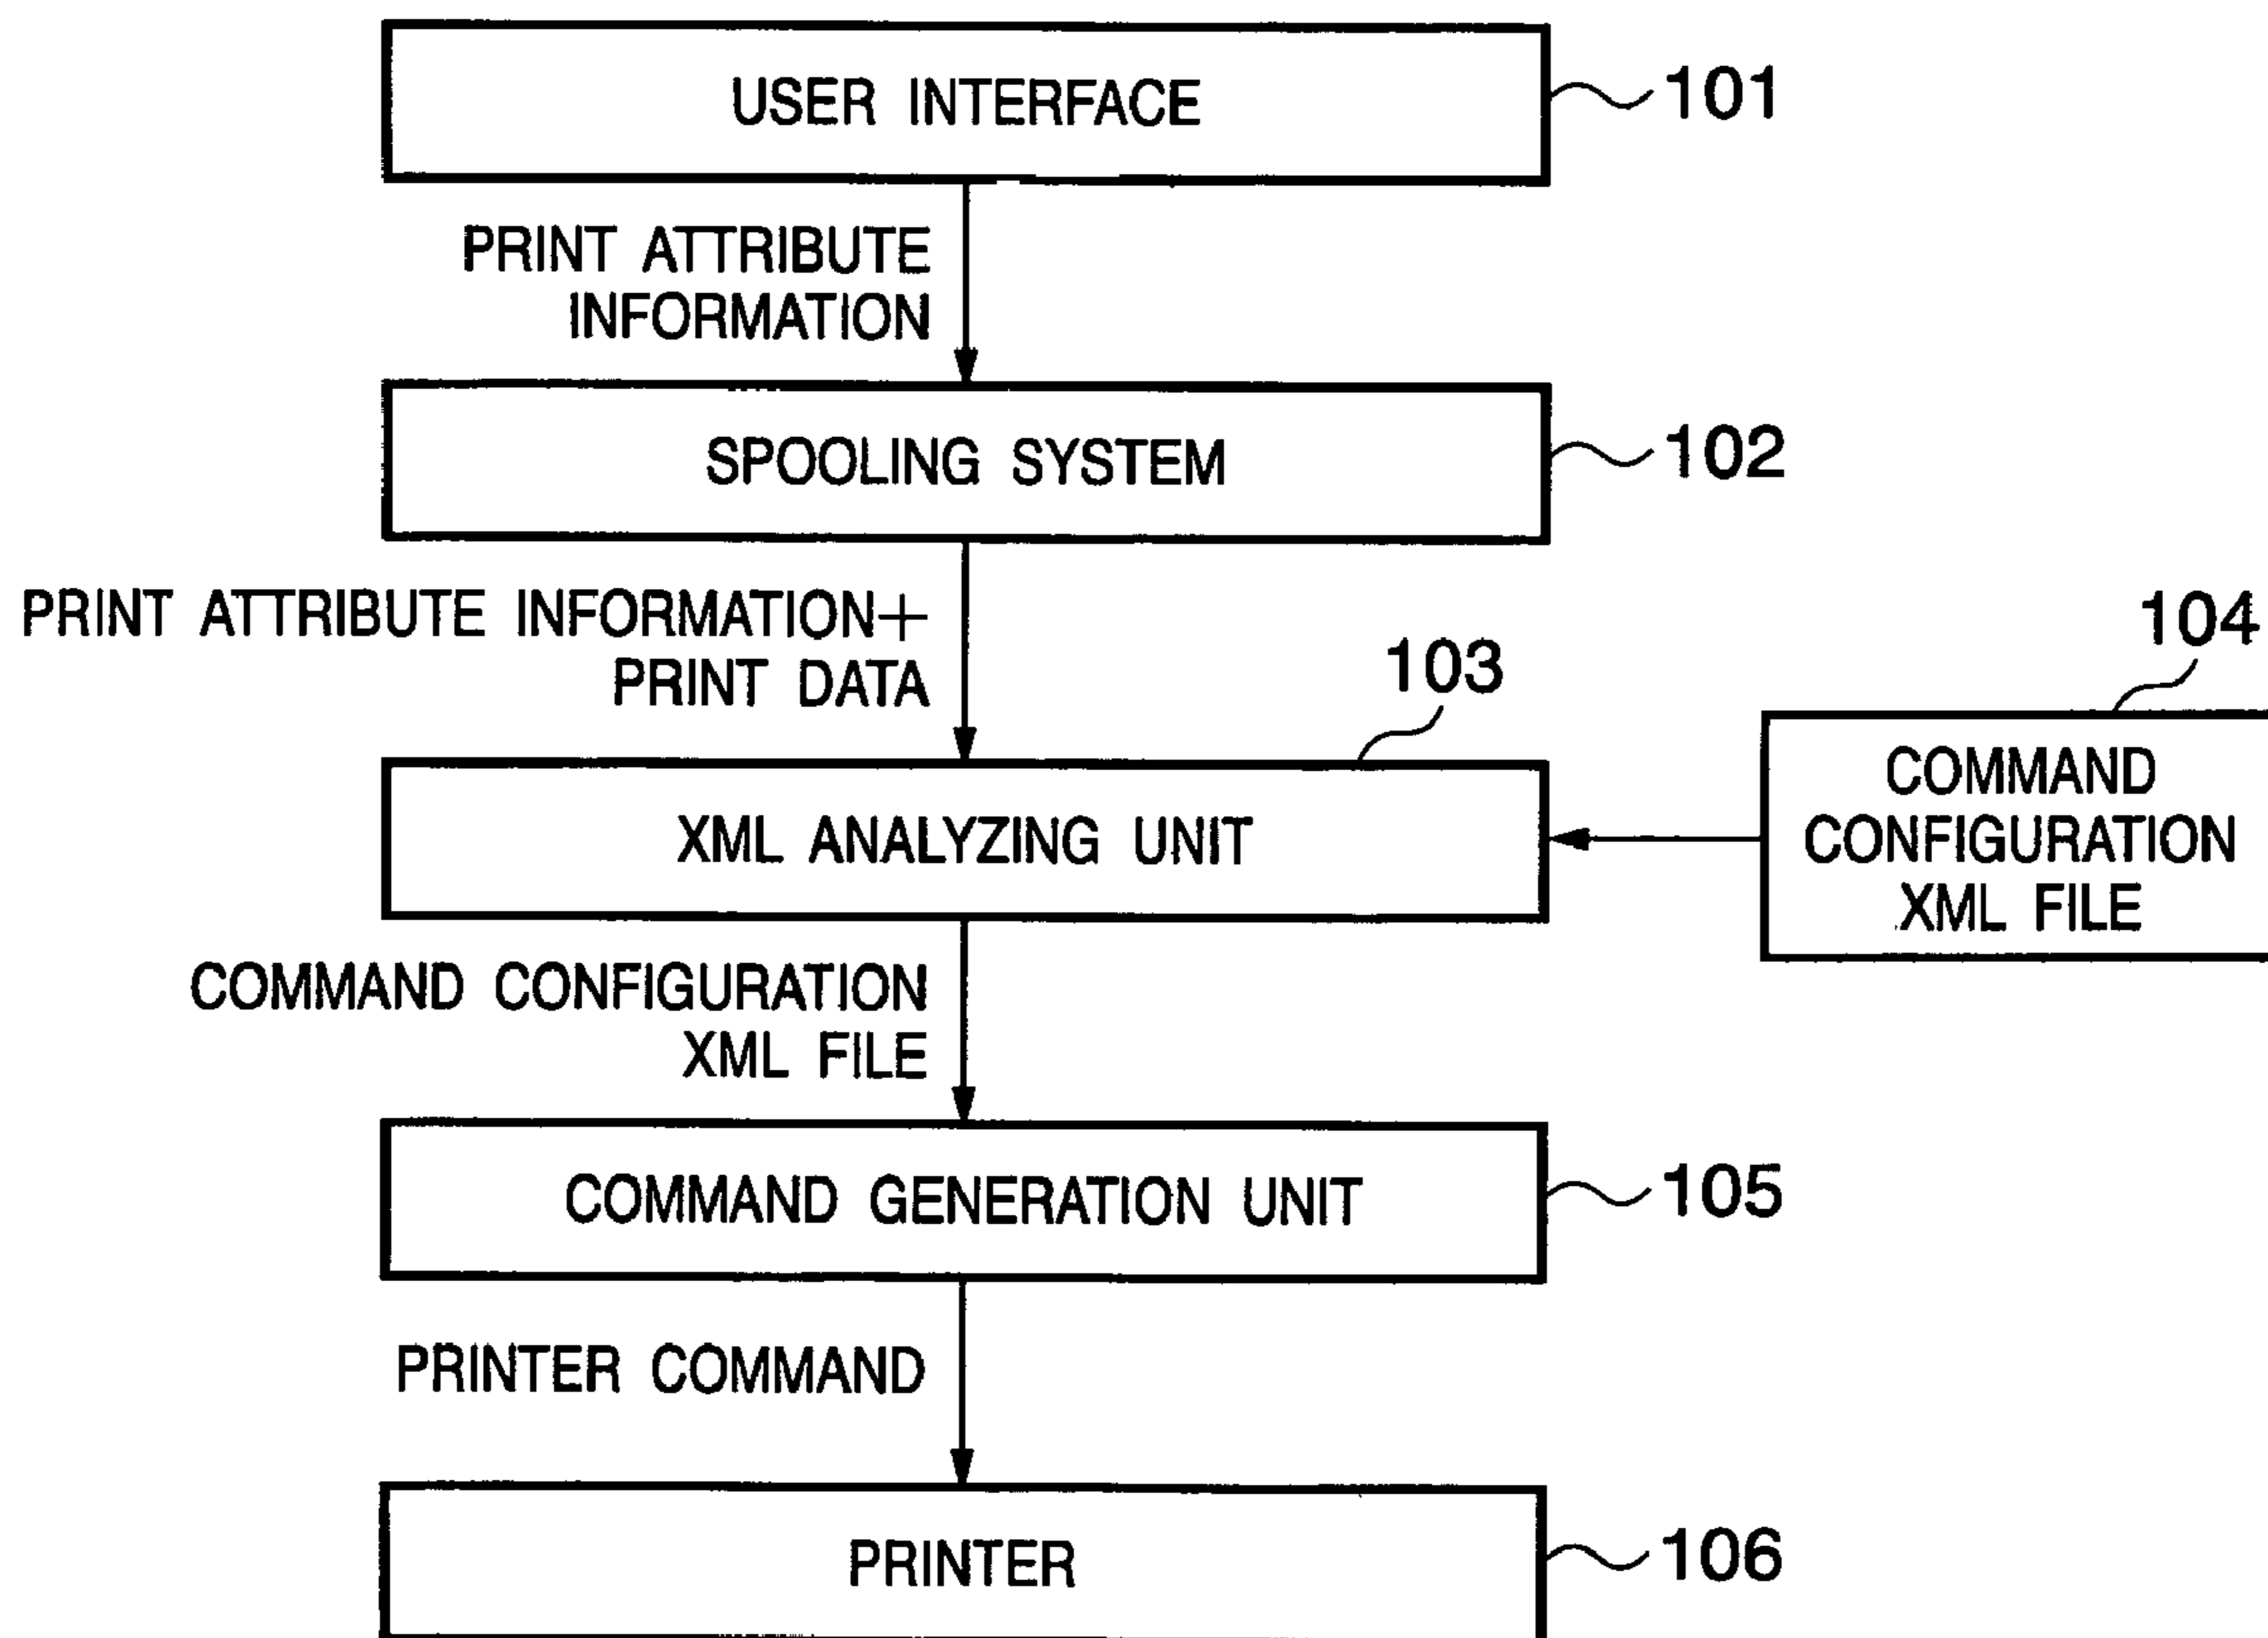 USER INTERFACE
101
PRINT ATTRIBUTE
INFORMATION
SPOOLING SYSTEM
102
PRINT ATTRIBUTE INFORMATION+
PRINT DATA
103
104
XML ANALYZING UNIT
COMMAND
CONFIGURATION
XML FILE
COMMAND CONFIGURATION
XML FILE
COMMAND GENERATION UNIT
105
PRINTER COMMAND
PRINTER
106